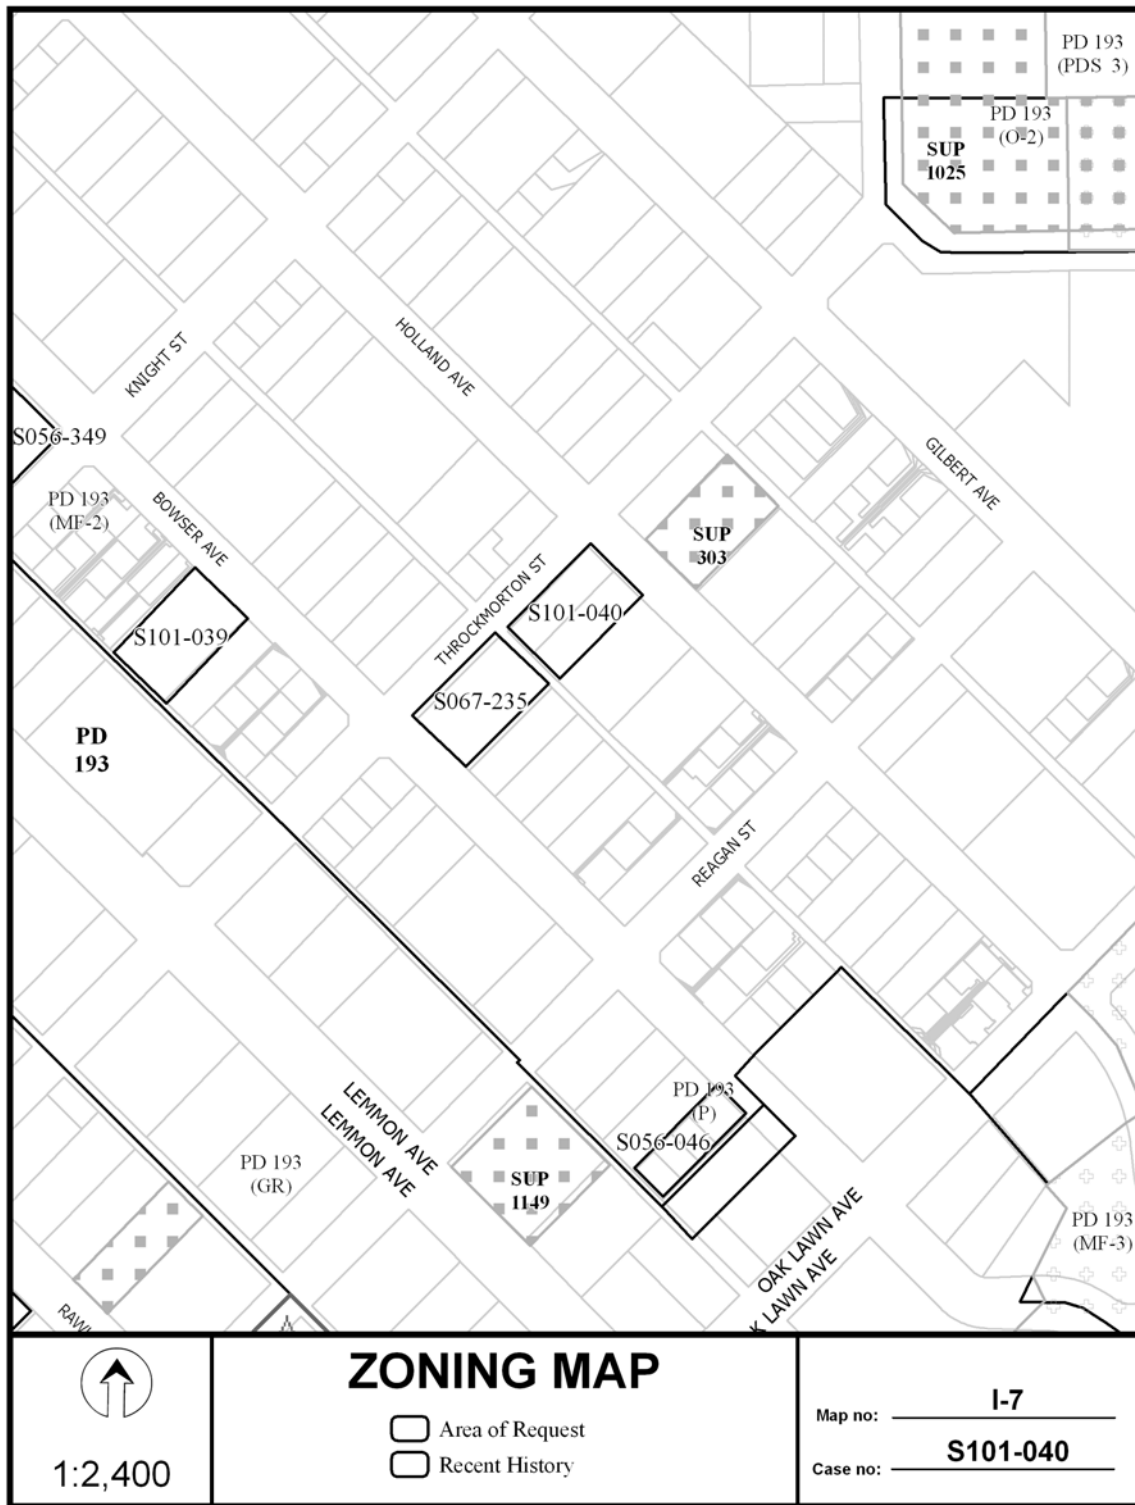 PD 193
(PDS 3)
PD 193
(O-2)
SUP
1025
KNIGHT ST
HOLLAND AVE
S056-349
GILBERT AVE
PD 193
(MF-2)
BOWSER AVE
SUP
303
THROCKMORTON ST
S101-040
S101-039
S067-235
PD
193
REAGAN ST
PD 193
(P)
S056-046
LEMMON AVE
LEMMON AVE
PD 193
(GR)
SUP
1149
OAK LAWN AVE
K LAWN AVE
PD 193
(MF-3)
RAW
ZONING MAP
Area of Request
Recent History
1:2,400
Map no: I-7
Case no: S101-040